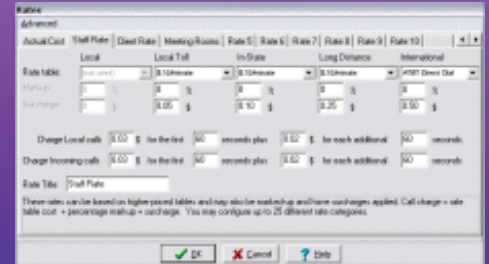 Rates
Advanced
Actual Cost Staff Rate Client Rate Meeting Rooms Rate 5 Rate 6 Rate 7 Rate 8 Rate 9 Rate 10
Local Local Toll In-State Long Distance International
Rate table: (not used) 0.10/minute 0.10/minute 0.10/minute AT&T Direct Dial
Markup: % % % %
Surcharge: $ 0.05 $ 0.10 $ 0.25 $ 0.50 $
Charge Local calls 0.02 $ for the first 60 seconds plus 0.02 $ for each additional 60 seconds.
Charge Incoming calls 0.02 $ for the first 60 seconds plus 0.02 $ for each additional 60 seconds.
Rate Title: Staff Rate
These rates can be based on higher priced tables and may also be marked up and have surcharges applied. Call charge = rate
table cost + percentage markup + surcharge. You may configure up to 25 different rate categories.
OK Cancel Help